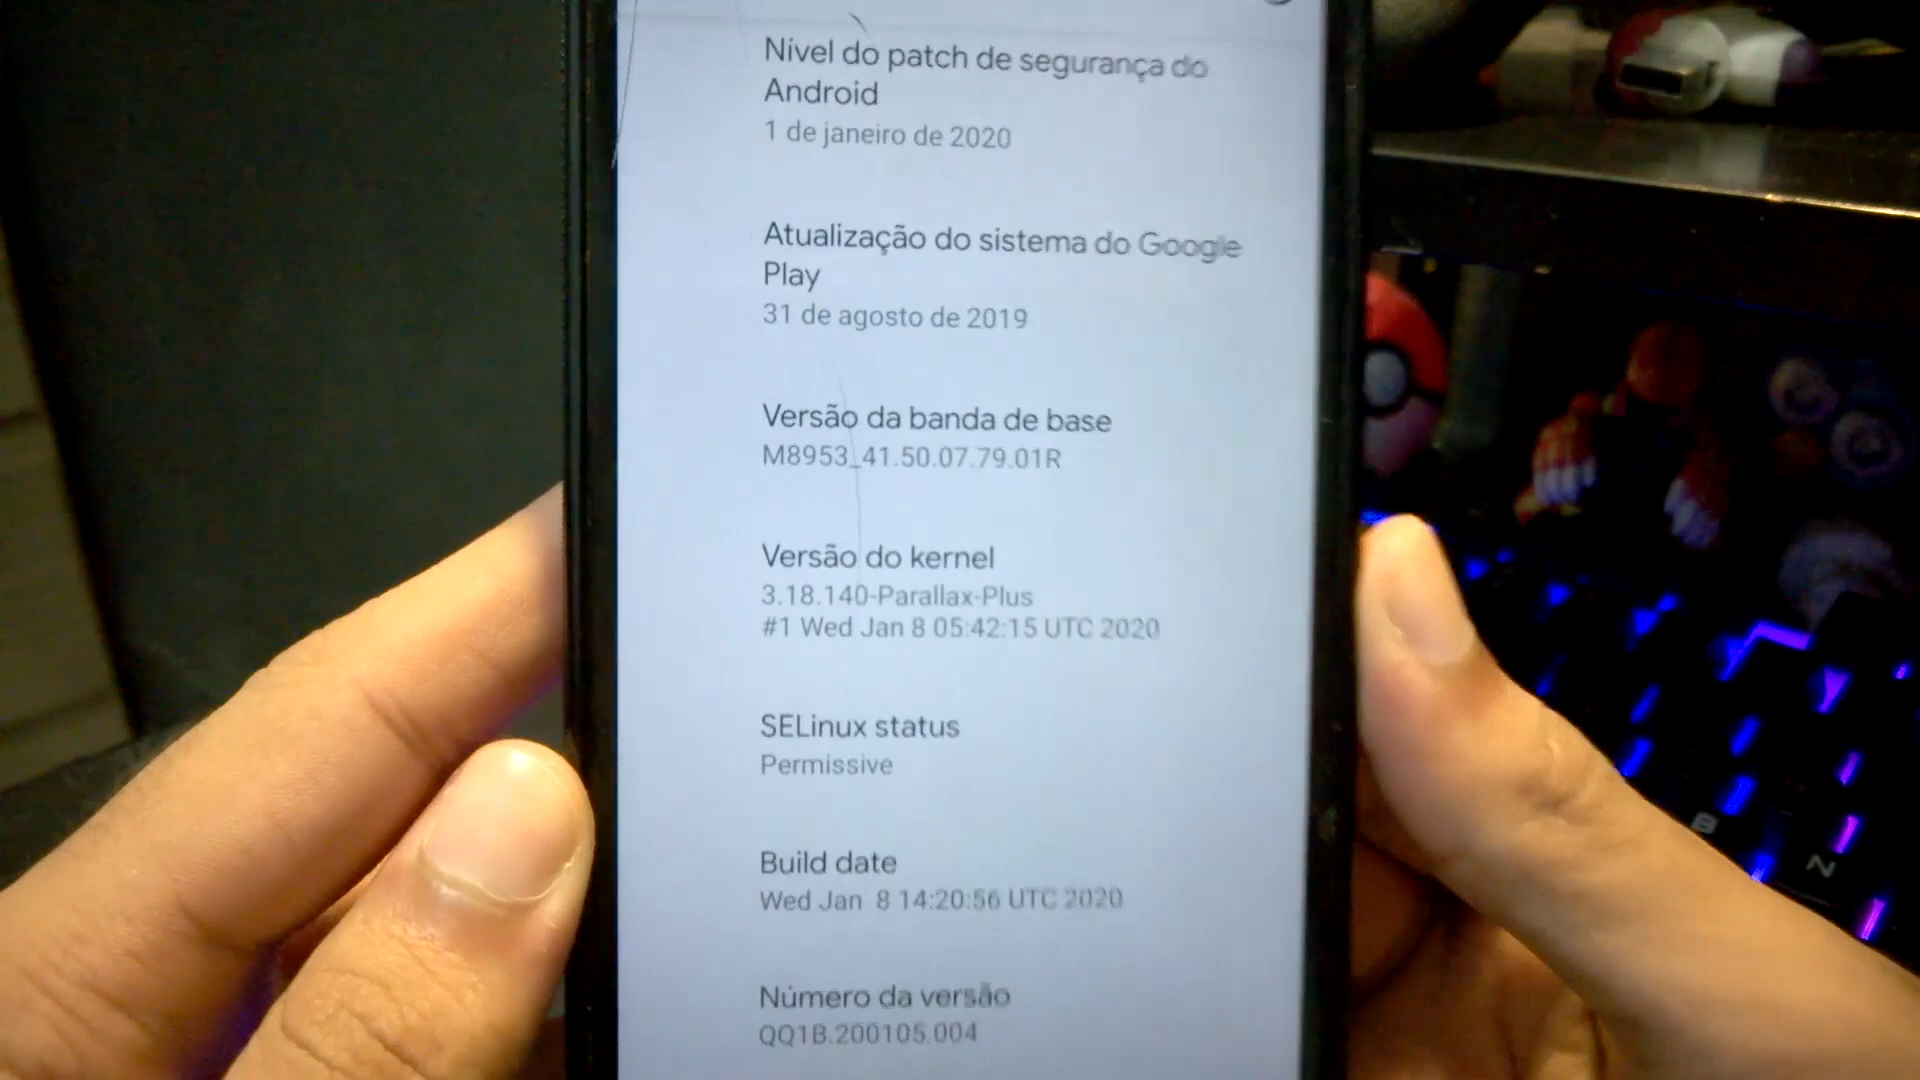 Nível do patch de segurança do
Android
1 de janeiro de 2020
Atualização do sistema do Google
Play
31 de agosto de 2019
Versão da banda de base
M8953_41.50.07.79.01R
Versão do kernel
3.18.140-Parallax-Plus
#1 Wed Jan 8 05:42:15 UTC 2020
SELinux status
Permissive
Build date
Wed Jan  8 14:20:56 UTC 2020
Número da versão
QQ1B.200105.004
B
N